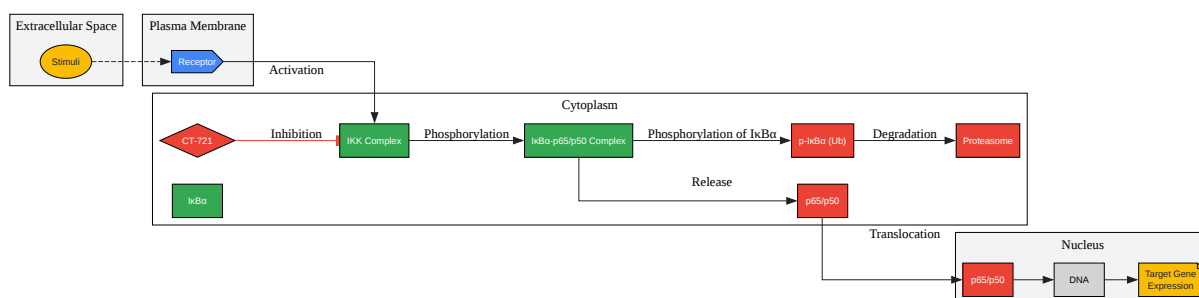 Extracellular Space
Plasma Membrane
Stimuli
Receptor
Activation
Cytoplasm
CT-721
Inhibition
IKK Complex
Phosphorylation
IκBα-p65/p50 Complex
Phosphorylation of IκBα
p-IκBα (Ub)
Degradation
Proteasome
IκBα
Release
p65/p50
Translocation
Nucleus
p65/p50
DNA
Target Gene
Expression